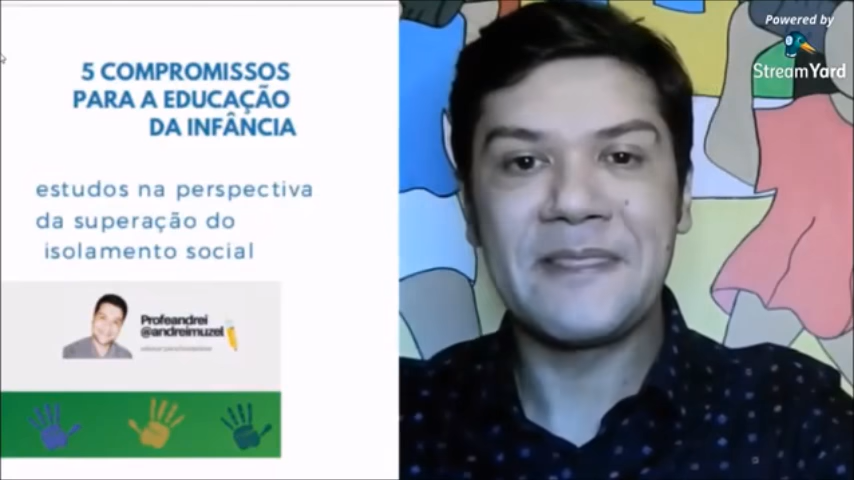 5 COMPROMISSOS
PARA A EDUCAÇÃO
DA INFÂNCIA
estudos na perspectiva
da superação do
isolamento social
Profeandrei
@andreimuzel
Powered by
StreamYard